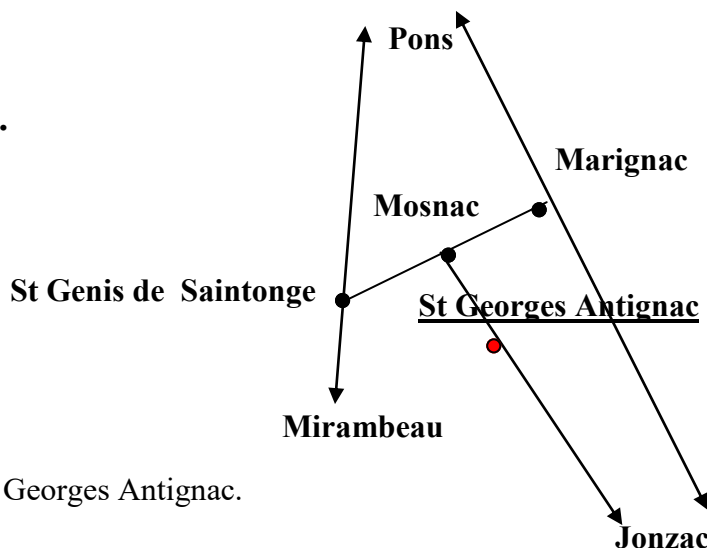 Pons
.
Marignac
Mosnac
St Genis de Saintonge
St Georges Antignac
Mirambeau
Georges Antignac.
Jonzac